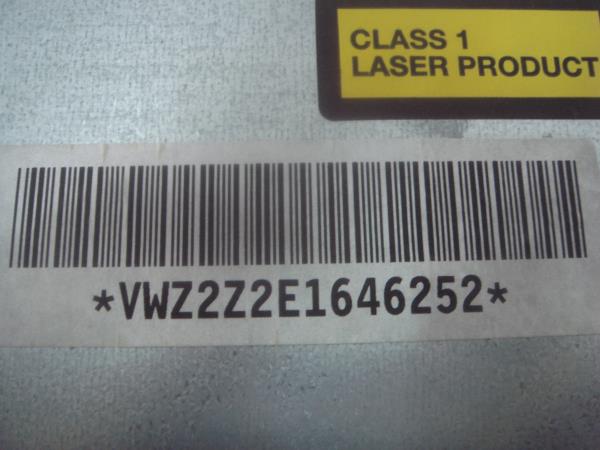 CLASS 1
LASER PRODUCT
*VWZ2Z2E1646252*